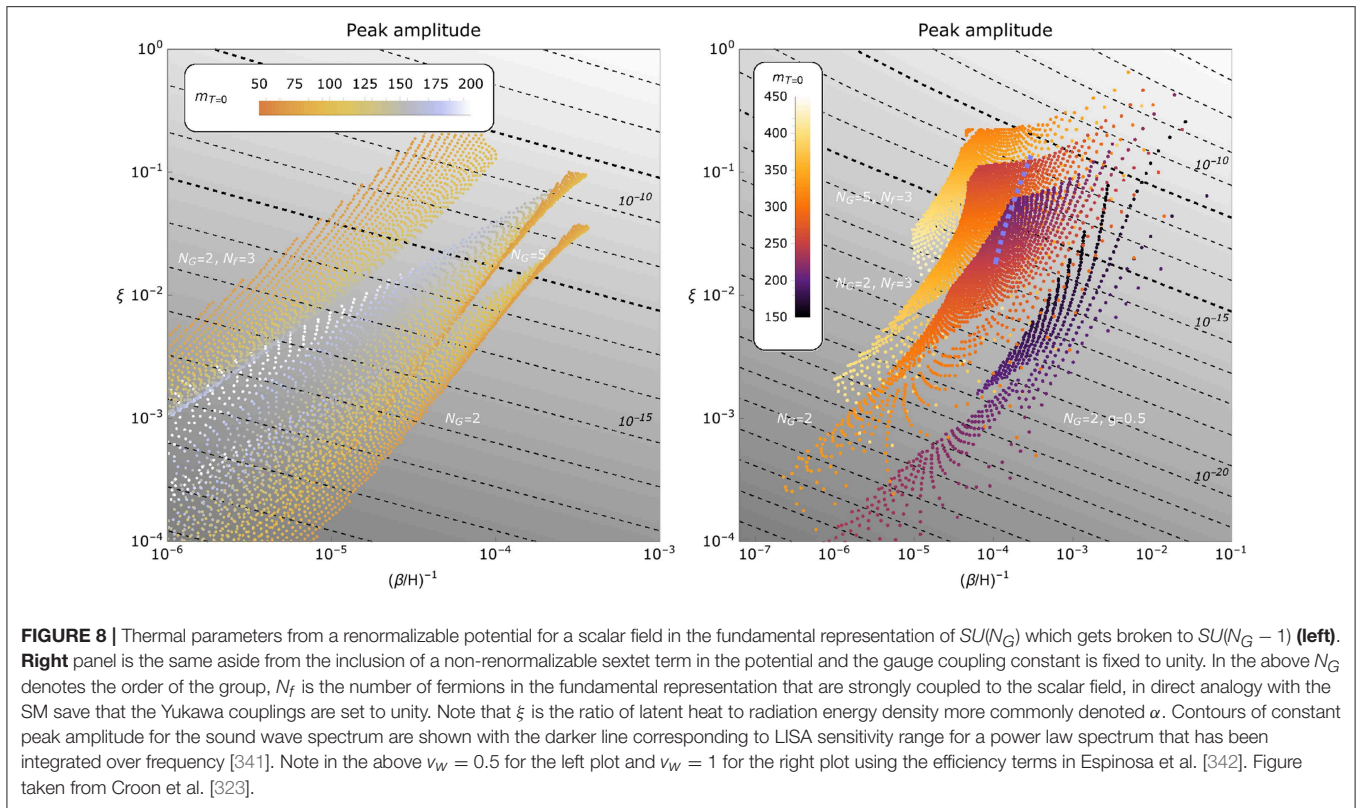 Peak amplitude
10⁰
m_{T=0}
50 75 100 125 150 175 200
10⁻¹
10⁻¹⁰
N_G=2, N_f=3
N_G=5
ξ 10⁻²
10⁻³
N_G=2
10⁻¹⁵
10⁻⁴
10⁻⁶ 10⁻⁵ 10⁻⁴ 10⁻³
(β/H)⁻¹
Peak amplitude
10⁰
m_{T=0}
450
400
350
300
250
200
150
10⁻¹
10⁻¹⁰
N_G=5, N_f=3
N_G=2, N_f=3
ξ 10⁻²
10⁻¹⁵
10⁻³
N_G=2
N_G=2, g=0.5
10⁻²⁰
10⁻⁴
10⁻⁷ 10⁻⁶ 10⁻⁵ 10⁻⁴ 10⁻³ 10⁻² 10⁻¹
(β/H)⁻¹
FIGURE 8 | Thermal parameters from a renormalizable potential for a scalar field in the fundamental representation of SU(N_G) which gets broken to SU(N_G − 1) (left).
Right panel is the same aside from the inclusion of a non-renormalizable sextet term in the potential and the gauge coupling constant is fixed to unity. In the above N_G
denotes the order of the group, N_f is the number of fermions in the fundamental representation that are strongly coupled to the scalar field, in direct analogy with the
SM save that the Yukawa couplings are set to unity. Note that ξ is the ratio of latent heat to radiation energy density more commonly denoted α. Contours of constant
peak amplitude for the sound wave spectrum are shown with the darker line corresponding to LISA sensitivity range for a power law spectrum that has been
integrated over frequency [341]. Note in the above v_W = 0.5 for the left plot and v_W = 1 for the right plot using the efficiency terms in Espinosa et al. [342]. Figure
taken from Croon et al. [323].